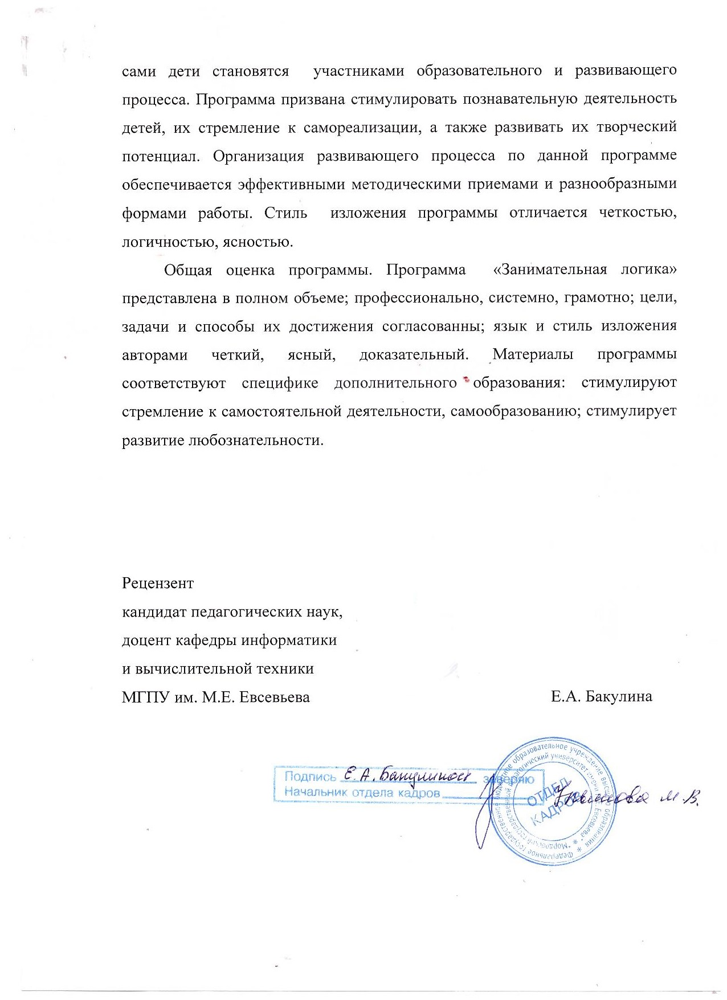 сами дети становятся участниками образовательного и развивающего
процесса. Программа призвана стимулировать познавательную деятельность
детей, их стремление к самореализации, а также развивать их творческий
потенциал. Организация развивающего процесса по данной программе
обеспечивается эффективными методическими приемами и разнообразными
формами работы. Стиль изложения программы отличается четкостью,
логичностью, ясностью.
Общая оценка программы. Программа «Занимательная логика»
представлена в полном объеме; профессионально, системно, грамотно; цели,
задачи и способы их достижения согласованны; язык и стиль изложения
авторами четкий, ясный, доказательный. Материалы программы
соответствуют специфике дополнительного образования: стимулируют
стремление к самостоятельной деятельности, самообразованию; стимулирует
развитие любознательности.
Рецензент
кандидат педагогических наук,
доцент кафедры информатики
и вычислительной техники
МГПУ им. М.Е. Евсевьева Е.А. Бакулина
Подпись Е.А. Бакулиной заверяю
Начальник отдела кадров М.В.
ОТДЕЛ
КАДРОВ
Федеральное государственное бюджетное образовательное учреждение высшего образования
педагогический университет имени Евсевьева